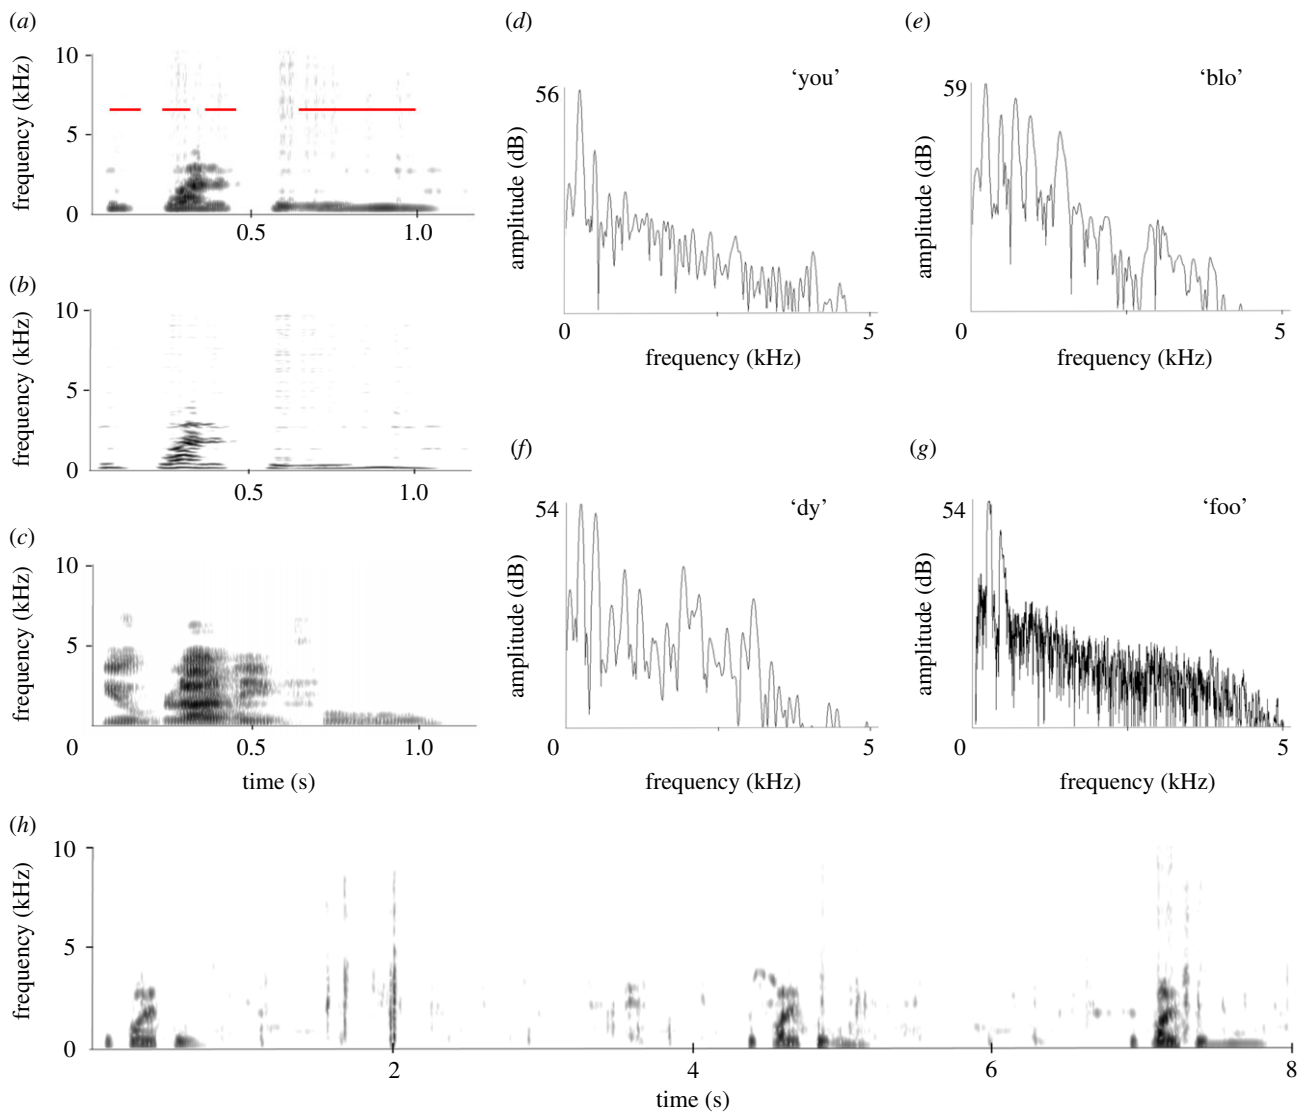 (a)
10
5
0
frequency (kHz)
0.5
1.0
(b)
10
5
0
frequency (kHz)
0.5
1.0
(c)
10
5
0
frequency (kHz)
0.5
1.0
time (s)
(d)
‘you’
56
amplitude (dB)
0
5
frequency (kHz)
(e)
‘blo’
59
amplitude (dB)
0
5
frequency (kHz)
(f)
‘dy’
54
amplitude (dB)
0
5
frequency (kHz)
(g)
‘foo’
54
amplitude (dB)
0
5
frequency (kHz)
(h)
10
5
0
frequency (kHz)
2
4
6
8
time (s)